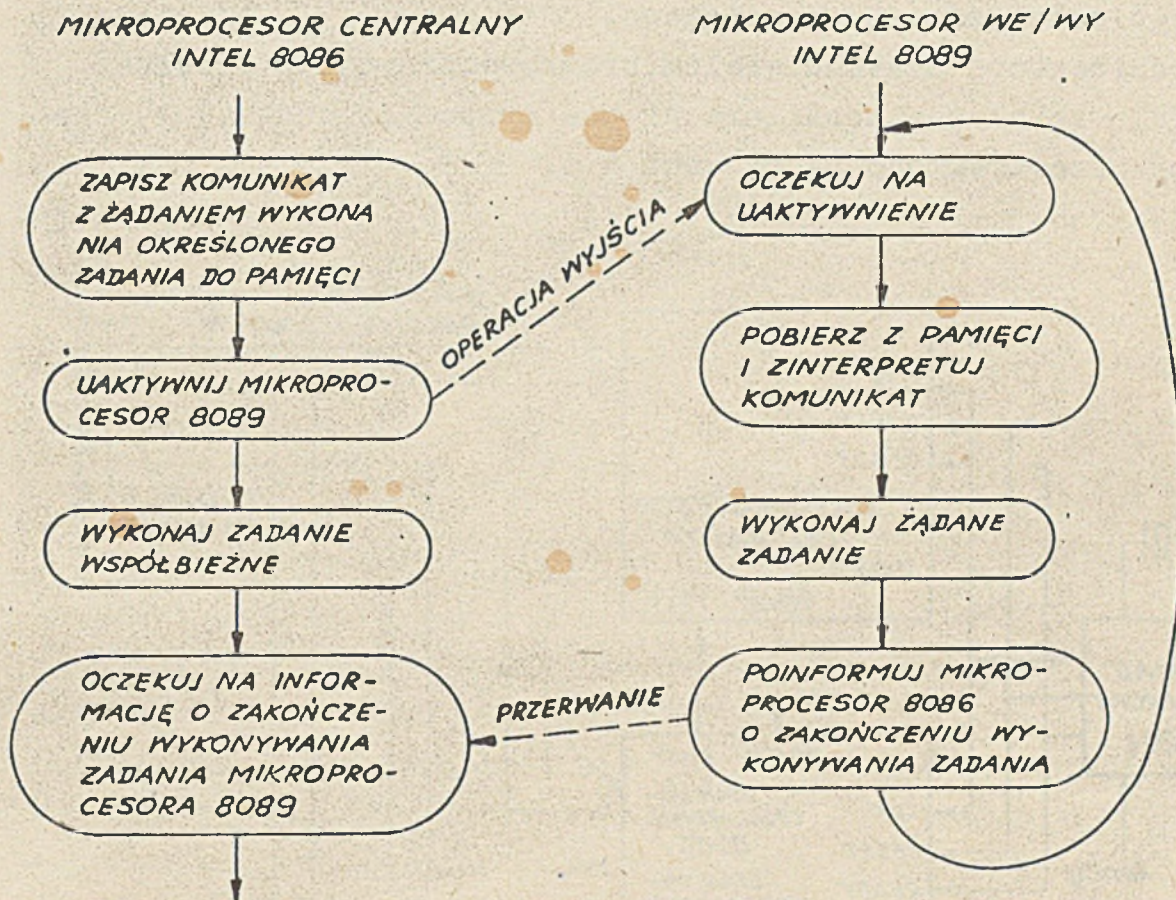 MIKROPROCESOR CENTRALNY
INTEL 8086
ZAPISZ KOMUNIKAT
Z ŻĄDANIEM WYKONA
NIA OKREŚLONEGO
ZADANIA DO PAMIĘCI
UAKTYWNIJ MIKROPRO-
CESOR 8089
WYKONAJ ZADANIE
WSPÓŁBIEŻNE
OCZEKUJ NA INFOR-
MACJĘ O ZAKOŃCZE-
NIU WYKONYWANIA
ZADANIA MIKROPRO-
CESORA 8089
OPERACJA WYJŚCIA
PRZERWANIE
MIKROPROCESOR WE/WY
INTEL 8089
OCZEKUJ NA
UAKTYWNIENIE
POBIERZ Z PAMIĘCI
I ZINTERPRETUJ
KOMUNIKAT
WYKONAJ ŻĄDANE
ZADANIE
POINFORMUJ MIKRO-
PROCESOR 8086
O ZAKOŃCZENIU WY-
KONYWANIA ZADANIA